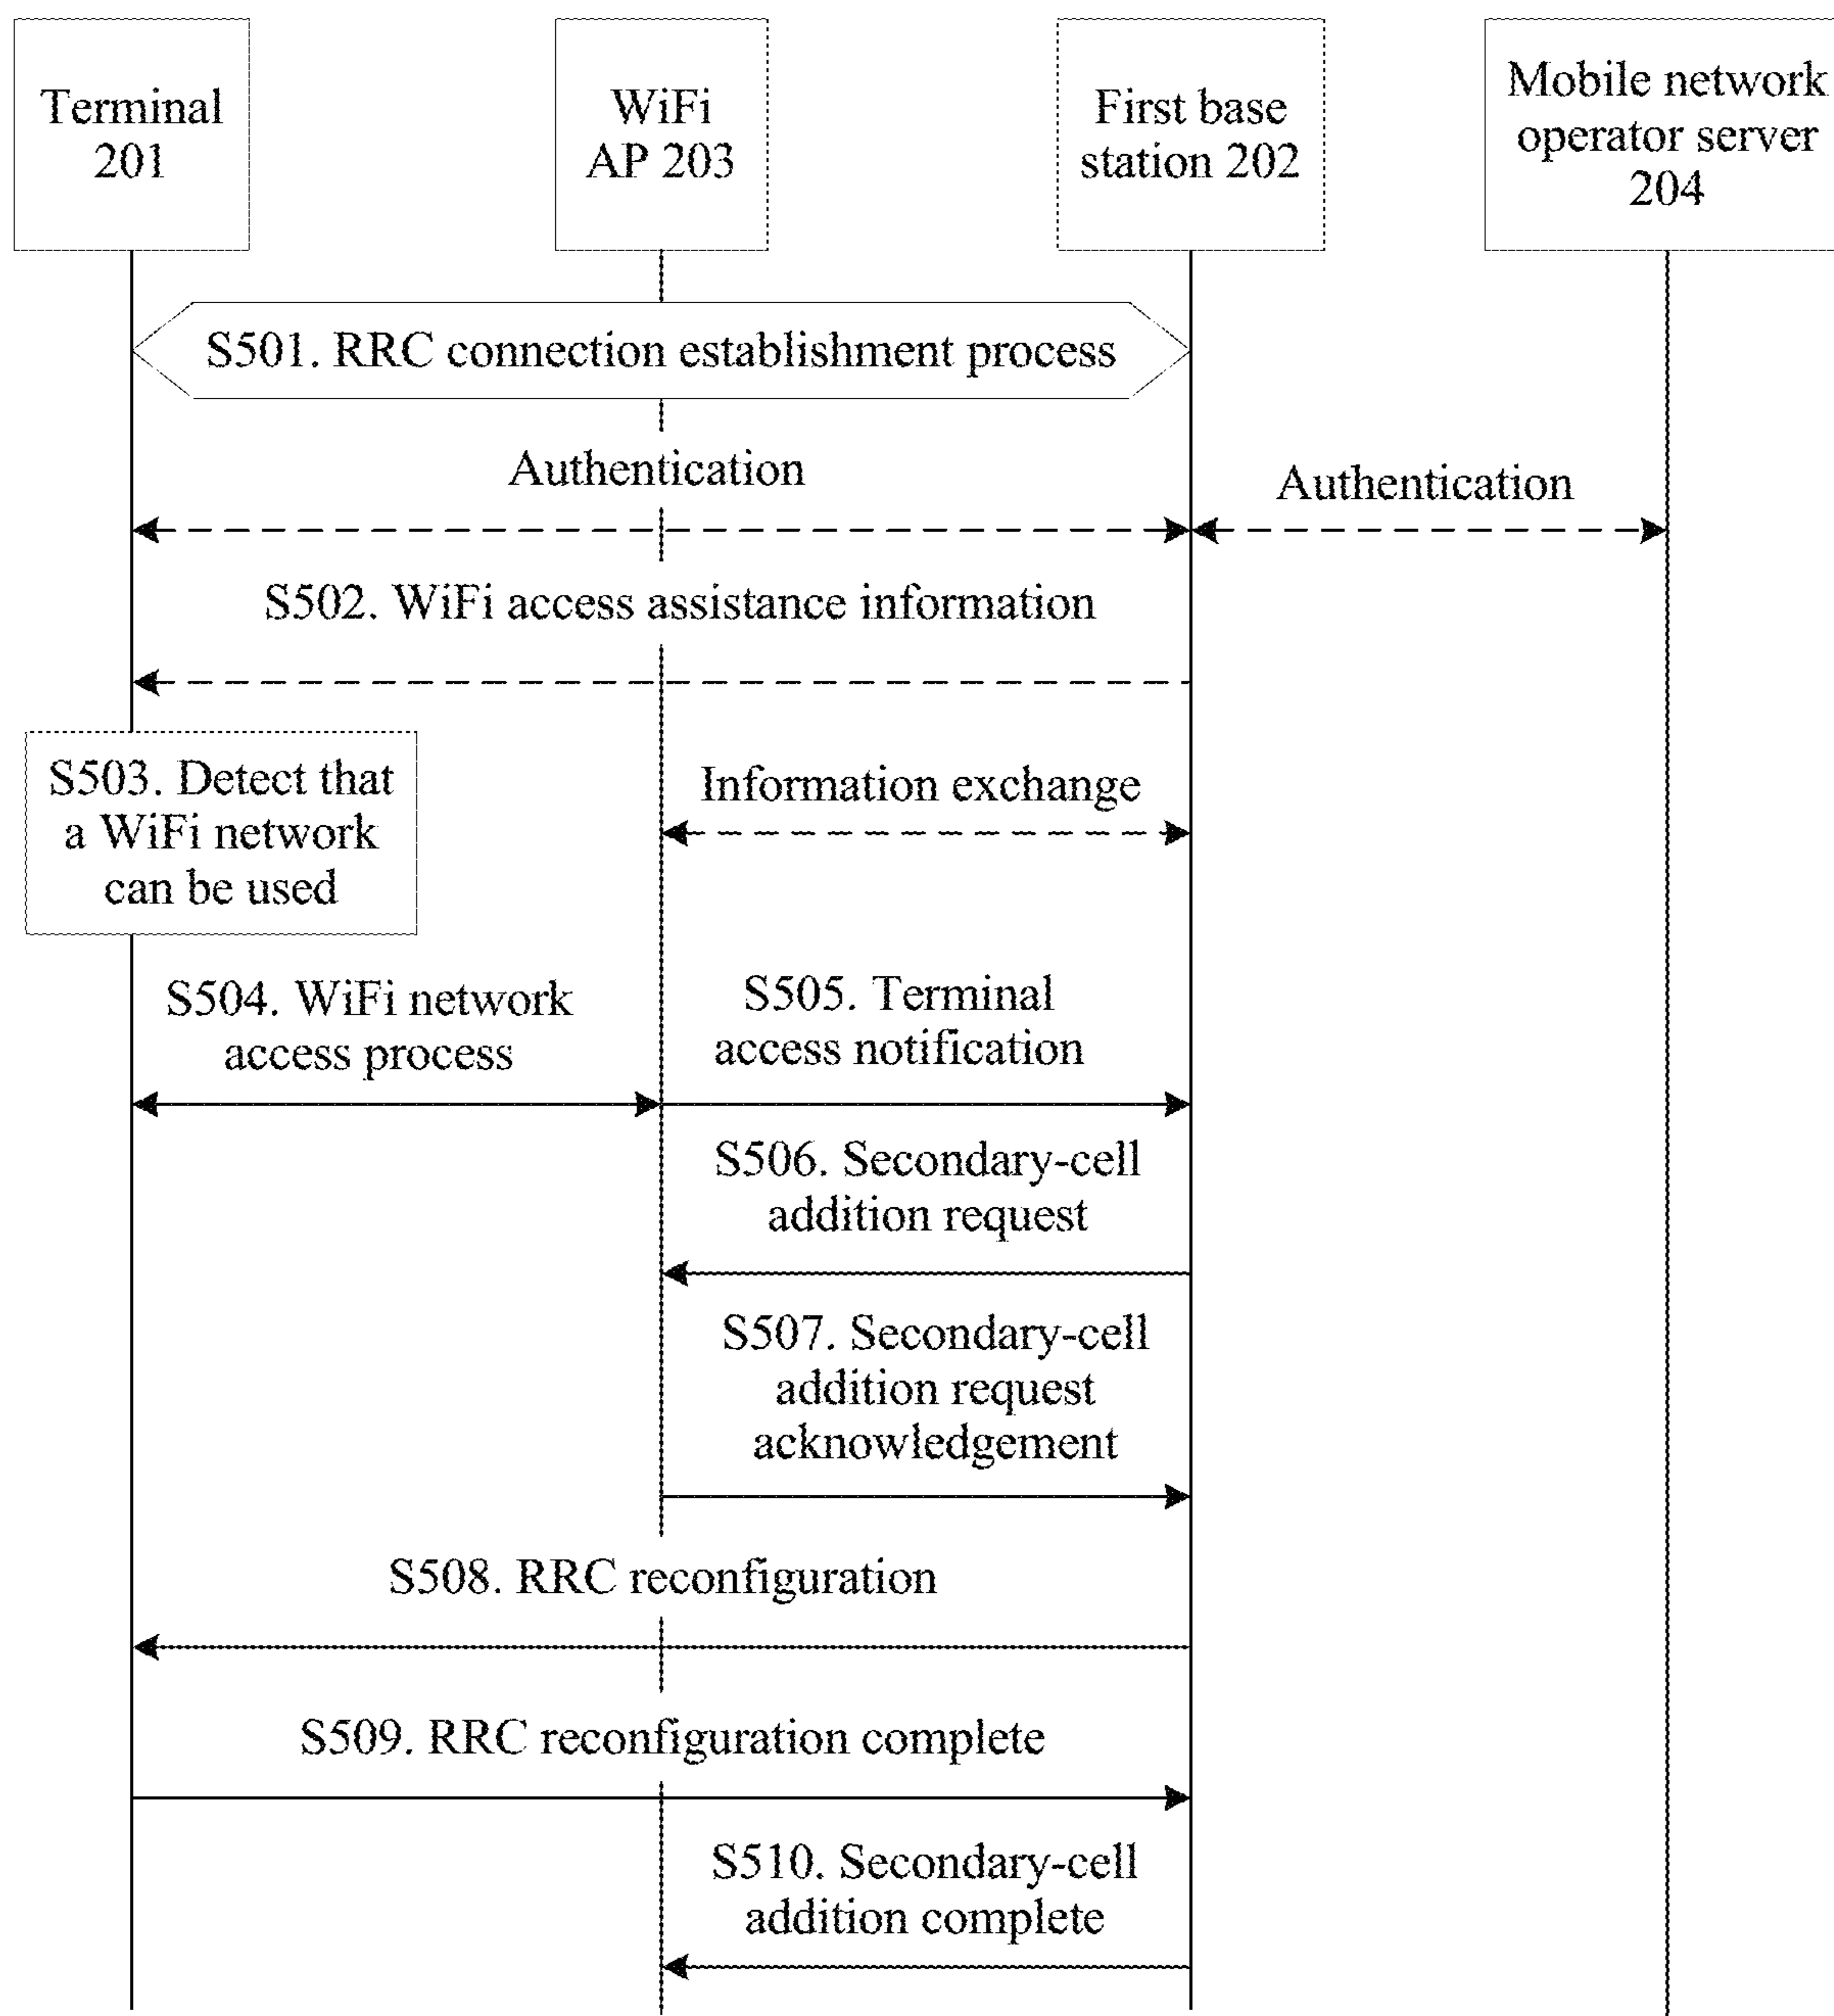 Terminal
201
WiFi
AP 203
First base
station 202
Mobile network
operator server
204
S501. RRC connection establishment process
Authentication
Authentication
S502. WiFi access assistance information
S503. Detect that
a WiFi network
can be used
Information exchange
S504. WiFi network
access process
S505. Terminal
access notification
S506. Secondary-cell
addition request
S507. Secondary-cell
addition request
acknowledgement
S508. RRC reconfiguration
S509. RRC reconfiguration complete
S510. Secondary-cell
addition complete